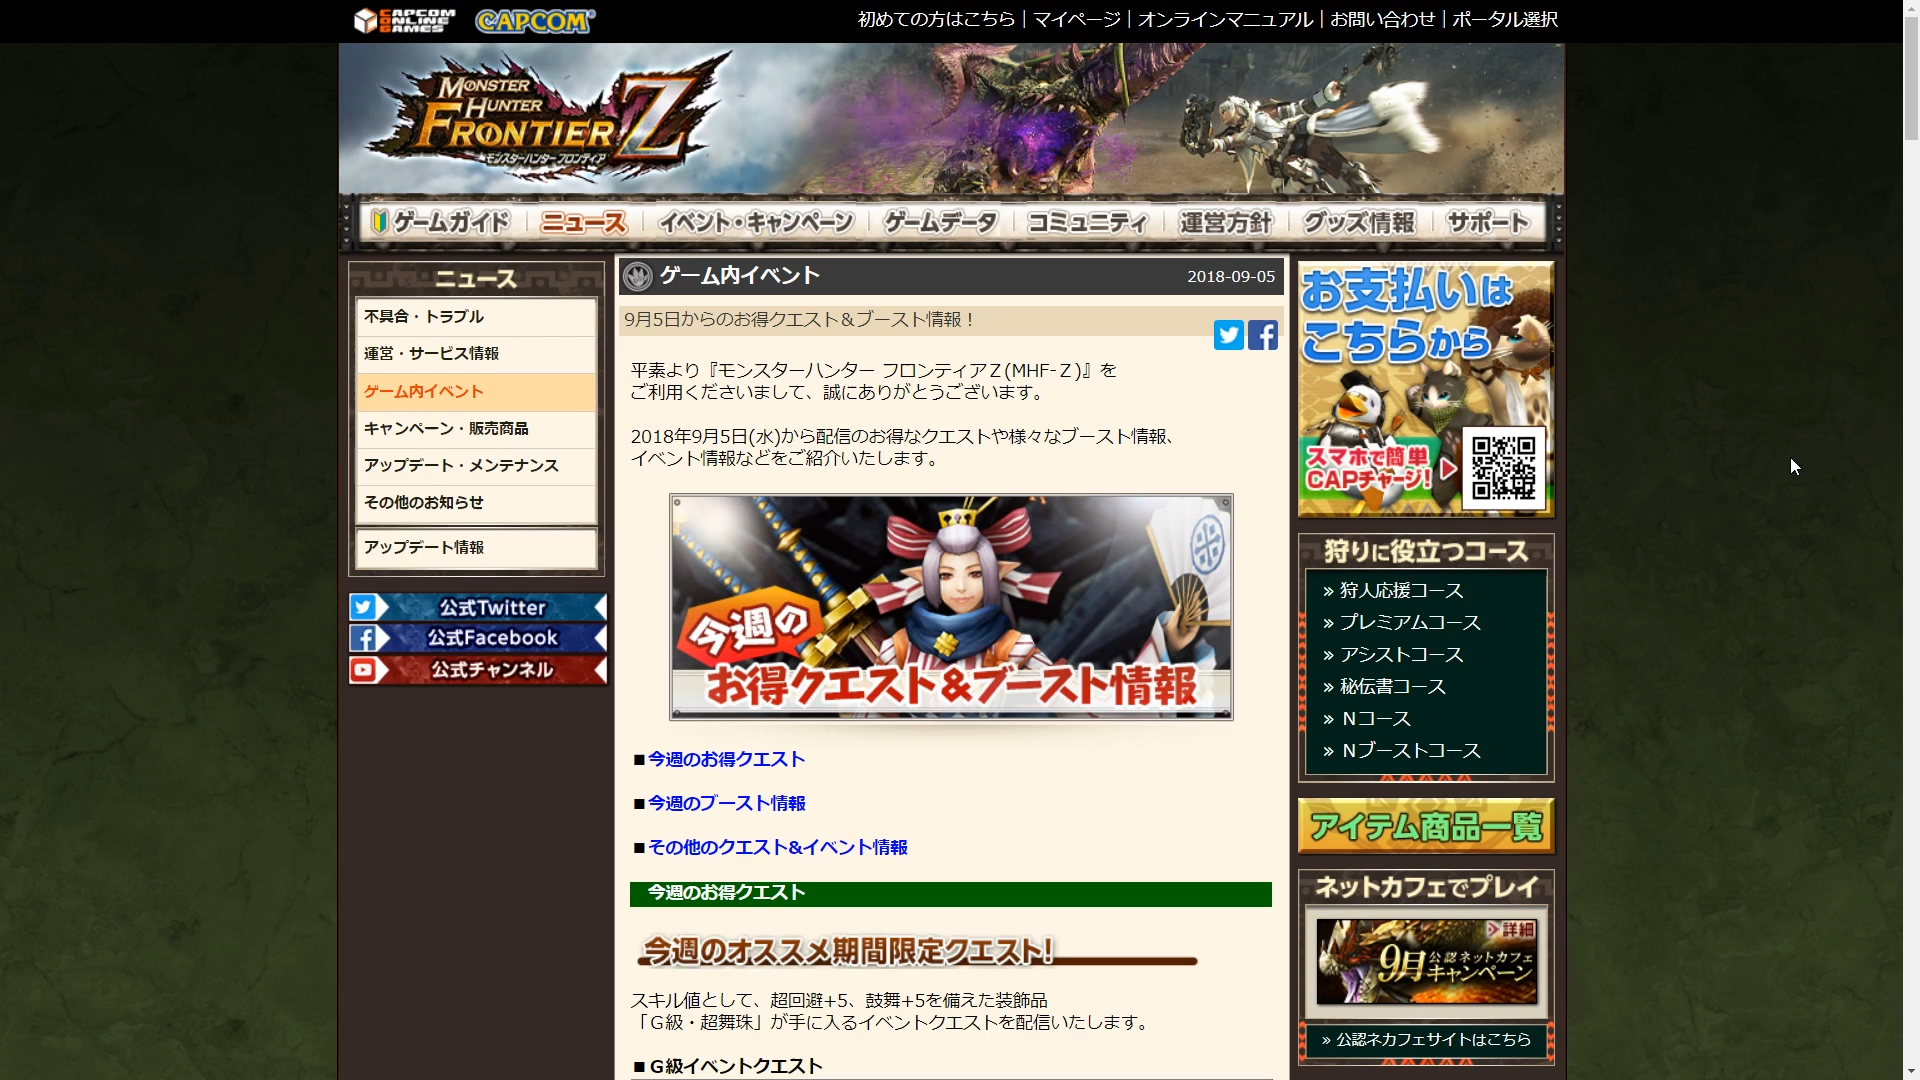 CAPCOM ONLINE GAMES
CAPCOM
初めての方はこちら｜マイページ｜オンラインマニュアル｜お問い合わせ｜ポータル選択
MONSTER
HUNTER
FRONTIER Z
モンスターハンター フロンティア
ゲームガイド
ニュース
イベント・キャンペーン
ゲームデータ
コミュニティ
運営方針
グッズ情報
サポート
ニュース
不具合・トラブル
運営・サービス情報
ゲーム内イベント
キャンペーン・販売商品
アップデート・メンテナンス
その他のお知らせ
アップデート情報
公式Twitter
公式Facebook
公式チャンネル
ゲーム内イベント
2018-09-05
9月5日からのお得クエスト＆ブースト情報！
平素より『モンスターハンター フロンティアＺ(MHF-Ｚ)』を
ご利用くださいまして、誠にありがとうございます。
2018年9月5日(水)から配信のお得なクエストや様々なブースト情報、
イベント情報などをご紹介いたします。
今週の
お得クエスト&ブースト情報
■今週のお得クエスト
■今週のブースト情報
■その他のクエスト&イベント情報
今週のお得クエスト
今週のオススメ期間限定クエスト!
スキル値として、超回避+5、鼓舞+5を備えた装飾品
「Ｇ級・超舞珠」が手に入るイベントクエストを配信いたします。
■Ｇ級イベントクエスト
お支払いは
こちらから
スマホで簡単
CAPチャージ!
狩りに役立つコース
» 狩人応援コース
» プレミアムコース
» アシストコース
» 秘伝書コース
» Ｎコース
» Ｎブーストコース
アイテム商品一覧
ネットカフェでプレイ
詳細
9月 公認ネットカフェ
キャンペーン
» 公認ネカフェサイトはこちら